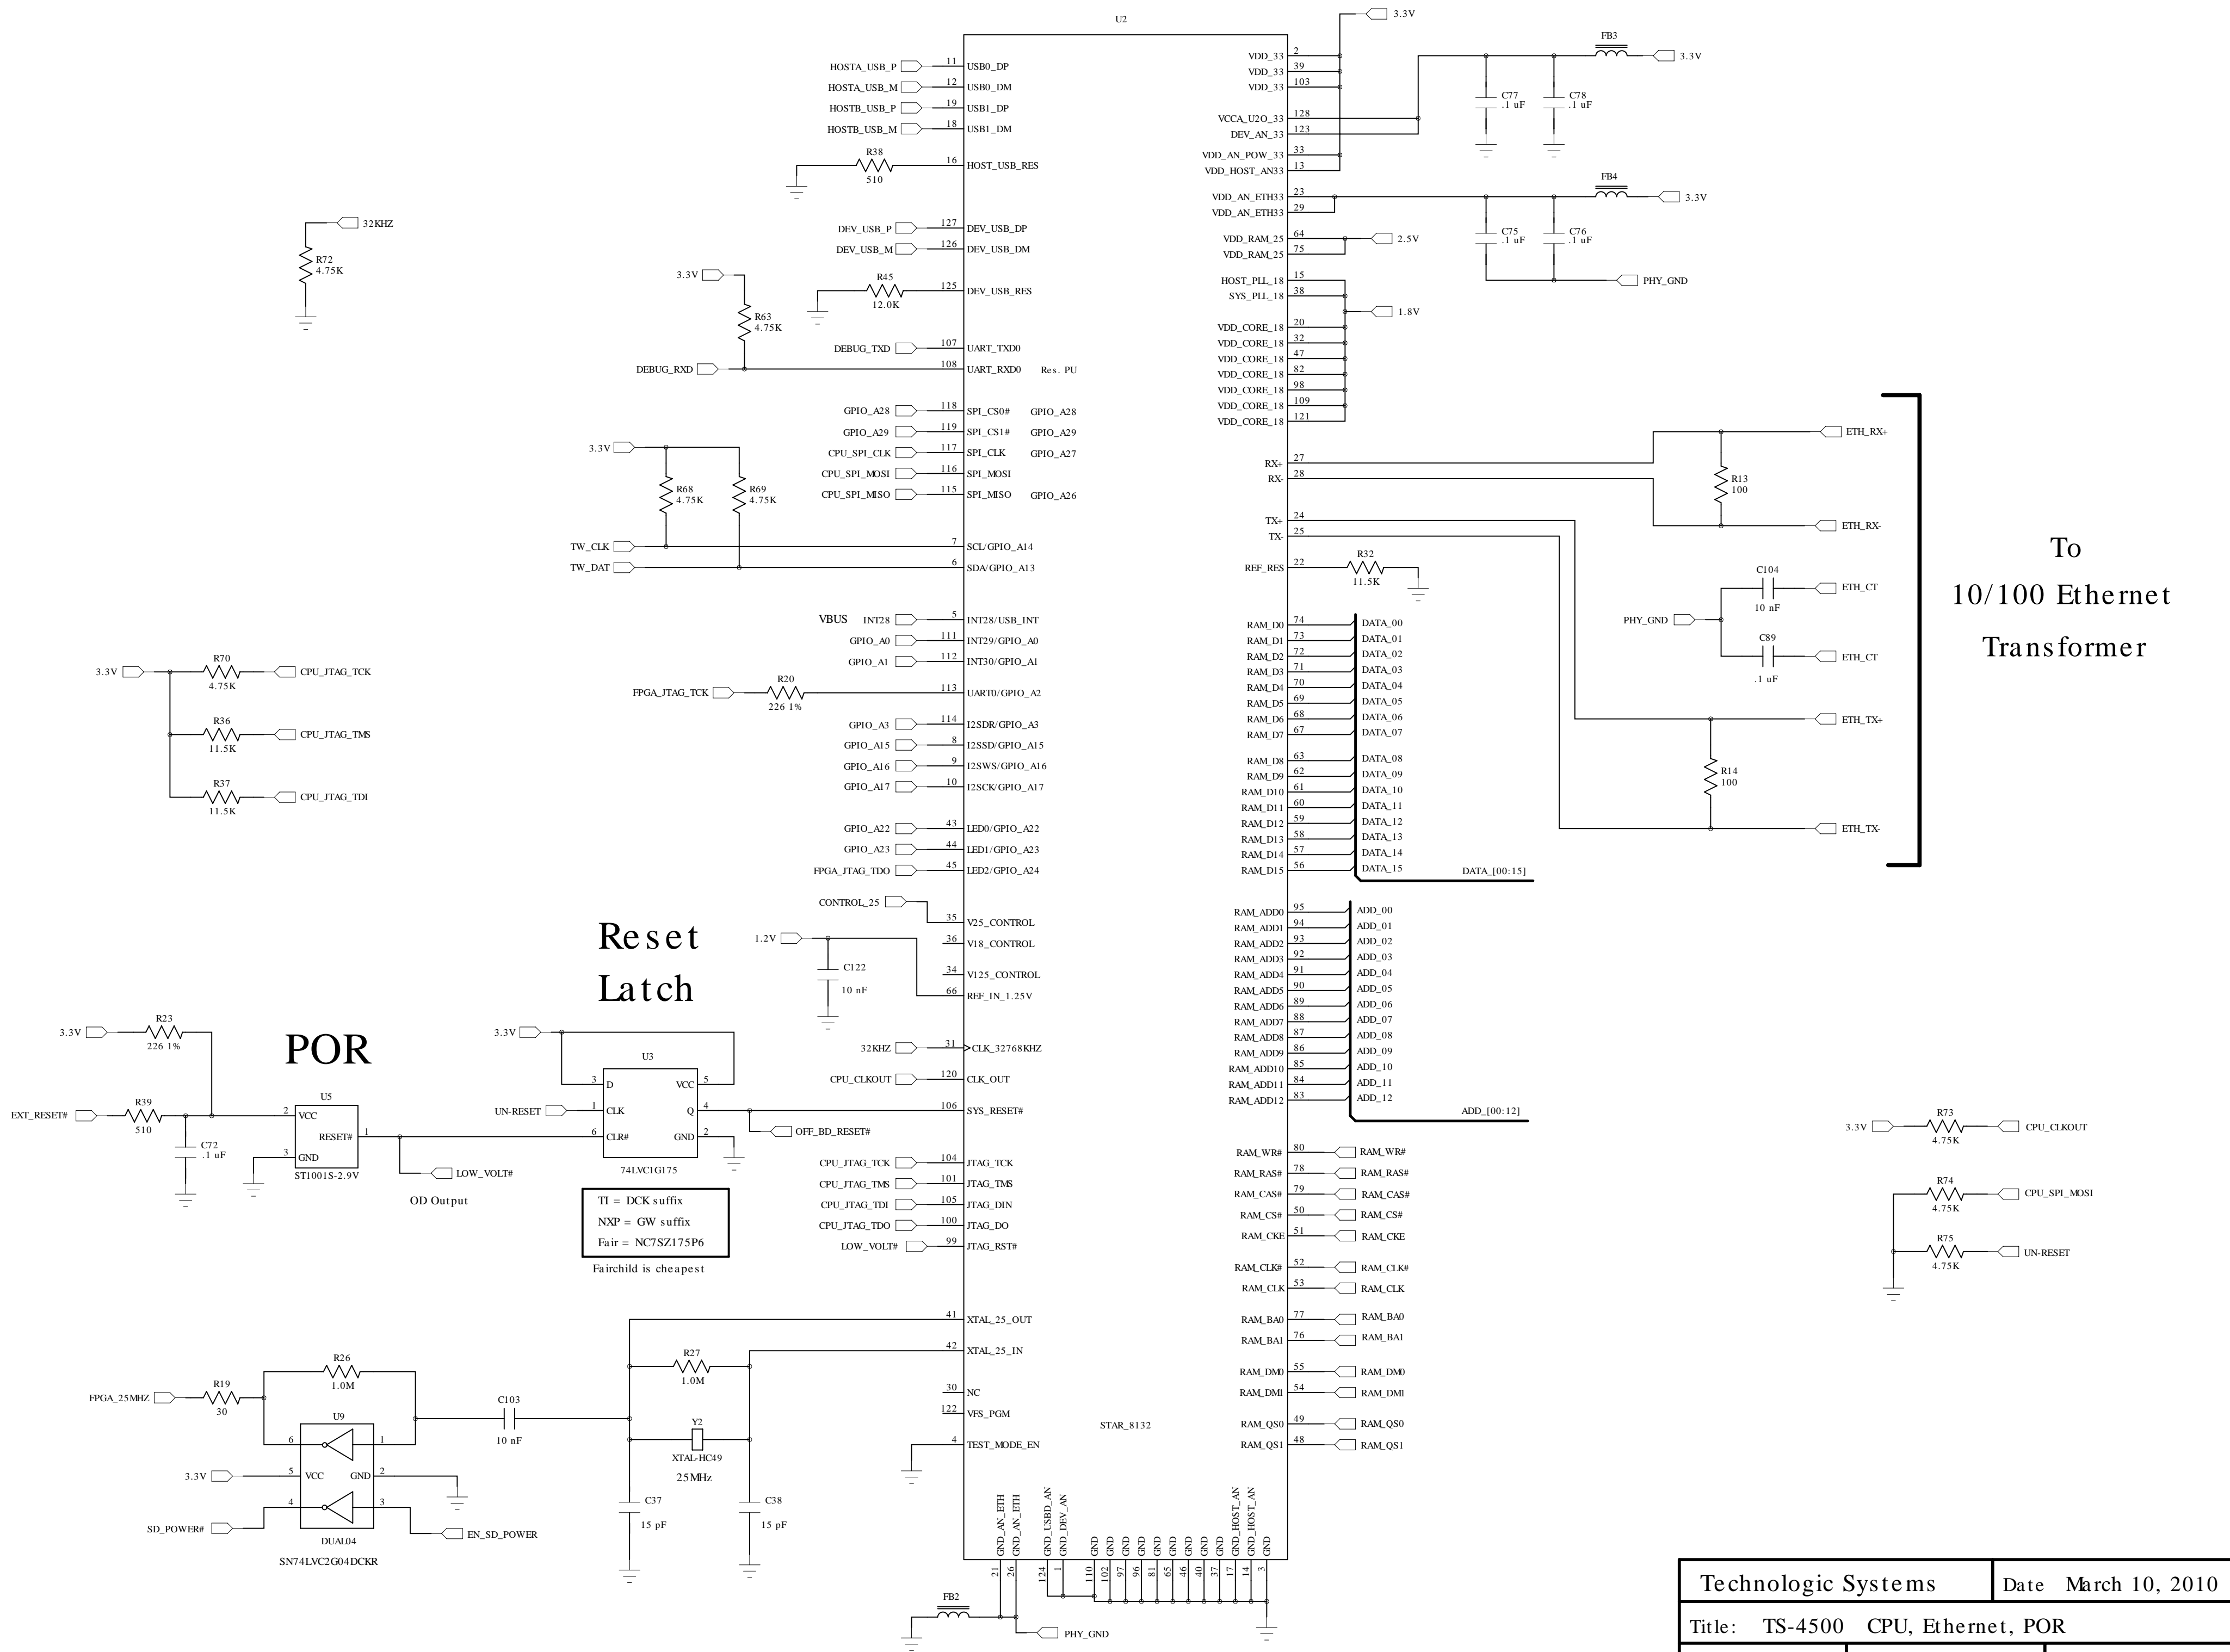 U2
3.3V
HOSTA_USB_P 11 USB0_DP
HOSTA_USB_M 12 USB0_DM
HOSTB_USB_P 19 USB1_DP
HOSTB_USB_M 18 USB1_DM
R38
510
16 HOST_USB_RES
DEV_USB_P 127 DEV_USB_DP
DEV_USB_M 126 DEV_USB_DM
3.3V
R45
12.0K
125 DEV_USB_RES
R63
4.75K
DEBUG_TXD 107 UART_TXD0
DEBUG_RXD 108 UART_RXD0 Res. PU
GPIO_A28 118 SPI_CS0# GPIO_A28
GPIO_A29 119 SPI_CS1# GPIO_A29
CPU_SPI_CLK 117 SPI_CLK GPIO_A27
CPU_SPI_MOSI 116 SPI_MOSI
CPU_SPI_MISO 115 SPI_MISO GPIO_A26
3.3V
R68
4.75K
R69
4.75K
TW_CLK 7 SCL/GPIO_A14
TW_DAT 6 SDA/GPIO_A13
VBUS INT28 5 INT28/USB_INT
GPIO_A0 111 INT29/GPIO_A0
GPIO_A1 112 INT30/GPIO_A1
FPGA_JTAG_TCK R20 226 1% 113 UART0/GPIO_A2
GPIO_A3 114 I2SDR/GPIO_A3
GPIO_A15 8 I2SSD/GPIO_A15
GPIO_A16 9 I2SWS/GPIO_A16
GPIO_A17 10 I2SCK/GPIO_A17
GPIO_A22 43 LED0/GPIO_A22
GPIO_A23 44 LED1/GPIO_A23
FPGA_JTAG_TDO 45 LED2/GPIO_A24
CONTROL_25 35 V25_CONTROL
1.2V
36 V18_CONTROL
C122
10 nF
34 V125_CONTROL
66 REF_IN_1.25V
32KHZ 31 CLK_32768KHZ
CPU_CLKOUT 120 CLK_OUT
106 SYS_RESET#
OFF_BD_RESET#
CPU_JTAG_TCK 104 JTAG_TCK
CPU_JTAG_TMS 101 JTAG_TMS
CPU_JTAG_TDI 105 JTAG_DIN
CPU_JTAG_TDO 100 JTAG_DO
LOW_VOLT# 99 JTAG_RST#
41 XTAL_25_OUT
42 XTAL_25_IN
30 NC
122 VFS_PGM
4 TEST_MODE_EN
STAR_8132
32KHZ
R72
4.75K
3.3V
R70
4.75K
CPU_JTAG_TCK
R36
11.5K
CPU_JTAG_TMS
R37
11.5K
CPU_JTAG_TDI
Reset
Latch
POR
3.3V
R23
226 1%
EXT_RESET#
R39
510
C72
.1 uF
U5
2 VCC
RESET# 1
3 GND
ST1001S-2.9V
LOW_VOLT#
OD Output
3.3V
U3
3 D VCC 5
UN-RESET 1 CLK Q 4
6 CLR# GND 2
74LVC1G175
TI = DCK suffix
NXP = GW suffix
Fair = NC7SZ175P6
Fairchild is cheapest
R26
1.0M
FPGA_25MHZ
R19
30
U9
6 1
3.3V 5 VCC GND 2
SD_POWER# 4 3 EN_SD_POWER
DUAL04
SN74LVC2G04DCKR
C103
10 nF
R27
1.0M
Y2
XTAL-HC49
25MHz
C37
15 pF
C38
15 pF
VDD_33 2
VDD_33 39
VDD_33 103
VCCA_U2O_33 128
DEV_AN_33 123
VDD_AN_POW_33 33
VDD_HOST_AN33 13
VDD_AN_ETH33 23
VDD_AN_ETH33 29
VDD_RAM_25 64
2.5V
VDD_RAM_25 75
HOST_PLL_18 15
SYS_PLL_18 38
1.8V
VDD_CORE_18 20
VDD_CORE_18 32
VDD_CORE_18 47
VDD_CORE_18 82
VDD_CORE_18 98
VDD_CORE_18 109
VDD_CORE_18 121
FB3
3.3V
C77
.1 uF
C78
.1 uF
FB4
3.3V
C75
.1 uF
C76
.1 uF
PHY_GND
RX+ 27
RX- 28
TX+ 24
TX- 25
REF_RES 22
R32
11.5K
ETH_RX+
R13
100
ETH_RX-
C104
10 nF
ETH_CT
PHY_GND
C89
.1 uF
ETH_CT
ETH_TX+
R14
100
ETH_TX-
To
10/100 Ethernet
Transformer
RAM_D0 74 DATA_00
RAM_D1 73 DATA_01
RAM_D2 72 DATA_02
RAM_D3 71 DATA_03
RAM_D4 70 DATA_04
RAM_D5 69 DATA_05
RAM_D6 68 DATA_06
RAM_D7 67 DATA_07
RAM_D8 63 DATA_08
RAM_D9 62 DATA_09
RAM_D10 61 DATA_10
RAM_D11 60 DATA_11
RAM_D12 59 DATA_12
RAM_D13 58 DATA_13
RAM_D14 57 DATA_14
RAM_D15 56 DATA_15
DATA_[00:15]
RAM_ADD0 95 ADD_00
RAM_ADD1 94 ADD_01
RAM_ADD2 93 ADD_02
RAM_ADD3 92 ADD_03
RAM_ADD4 91 ADD_04
RAM_ADD5 90 ADD_05
RAM_ADD6 89 ADD_06
RAM_ADD7 88 ADD_07
RAM_ADD8 87 ADD_08
RAM_ADD9 86 ADD_09
RAM_ADD10 85 ADD_10
RAM_ADD11 84 ADD_11
RAM_ADD12 83 ADD_12
ADD_[00:12]
RAM_WR# 80 RAM_WR#
RAM_RAS# 78 RAM_RAS#
RAM_CAS# 79 RAM_CAS#
RAM_CS# 50 RAM_CS#
RAM_CKE 51 RAM_CKE
RAM_CLK# 52 RAM_CLK#
RAM_CLK 53 RAM_CLK
RAM_BA0 77 RAM_BA0
RAM_BA1 76 RAM_BA1
RAM_DM0 55 RAM_DM0
RAM_DM1 54 RAM_DM1
RAM_QS0 49 RAM_QS0
RAM_QS1 48 RAM_QS1
3.3V
R73
4.75K
CPU_CLKOUT
R74
4.75K
CPU_SPI_MOSI
R75
4.75K
UN-RESET
GND_AN_ETH 21
GND_AN_ETH 26
GND_USBD_AN 124
GND_DEV_AN 1
GND 110
GND 102
GND 97
GND 96
GND 81
GND 65
GND 46
GND 40
GND 37
GND_HOST_AN 17
GND_HOST_AN 14
GND 3
FB2
PHY_GND
Technologic Systems
Date March 10, 2010
Title: TS-4500 CPU, Ethernet, POR